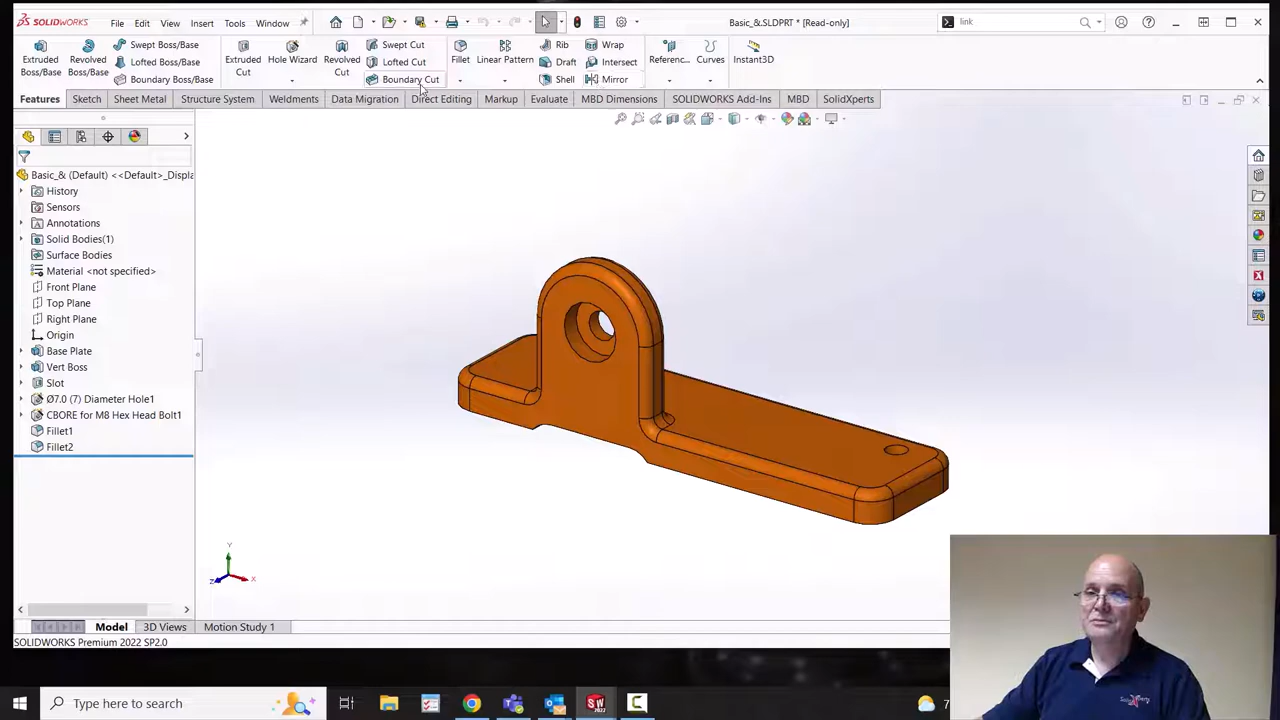 SOLIDWORKS File Edit View Insert Tools Window Basic_&.SLDPRT * [Read-only] link
Extruded Boss/Base
Revolved Boss/Base
Swept Boss/Base
Lofted Boss/Base
Boundary Boss/Base
Extruded Cut
Hole Wizard
Revolved Cut
Swept Cut
Lofted Cut
Boundary Cut
Fillet
Linear Pattern
Rib
Draft
Shell
Wrap
Intersect
Mirror
Referenc...
Curves
Instant3D
Features Sketch Sheet Metal Structure System Weldments Data Migration Direct Editing Markup Evaluate MBD Dimensions SOLIDWORKS Add-Ins MBD SolidXperts
Basic_& (Default) <<Default>_Displa
History
Sensors
Annotations
Solid Bodies(1)
Surface Bodies
Material <not specified>
Front Plane
Top Plane
Right Plane
Origin
Base Plate
Vert Boss
Slot
Ø7.0 (7) Diameter Hole1
CBORE for M8 Hex Head Bolt1
Fillet1
Fillet2
Y
Z X
Model 3D Views Motion Study 1
SOLIDWORKS Premium 2022 SP2.0
Type here to search